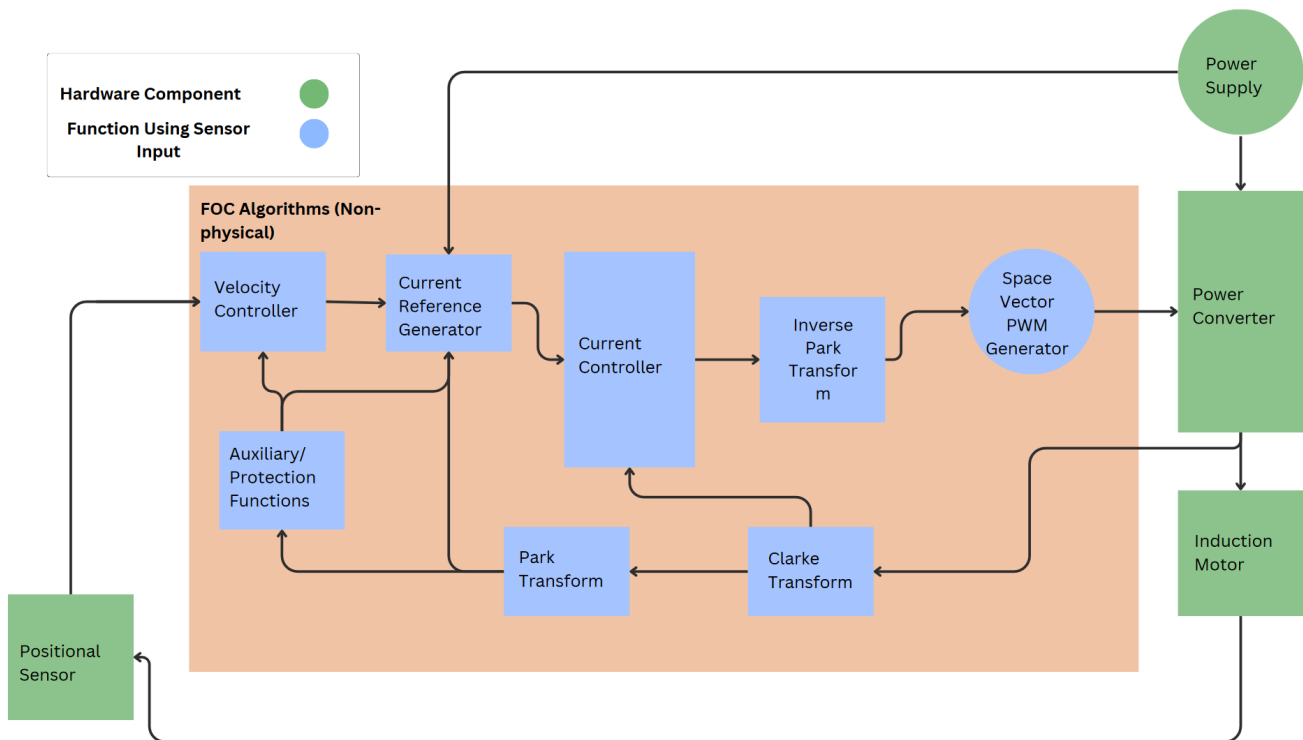 Hardware Component
Function Using Sensor
Input
Power
Supply
FOC Algorithms (Non-
physical)
Velocity
Controller
Current
Reference
Generator
Current
Controller
Inverse
Park
Transfor
m
Space
Vector
PWM
Generator
Power
Converter
Auxiliary/
Protection
Functions
Park
Transform
Clarke
Transform
Induction
Motor
Positional
Sensor